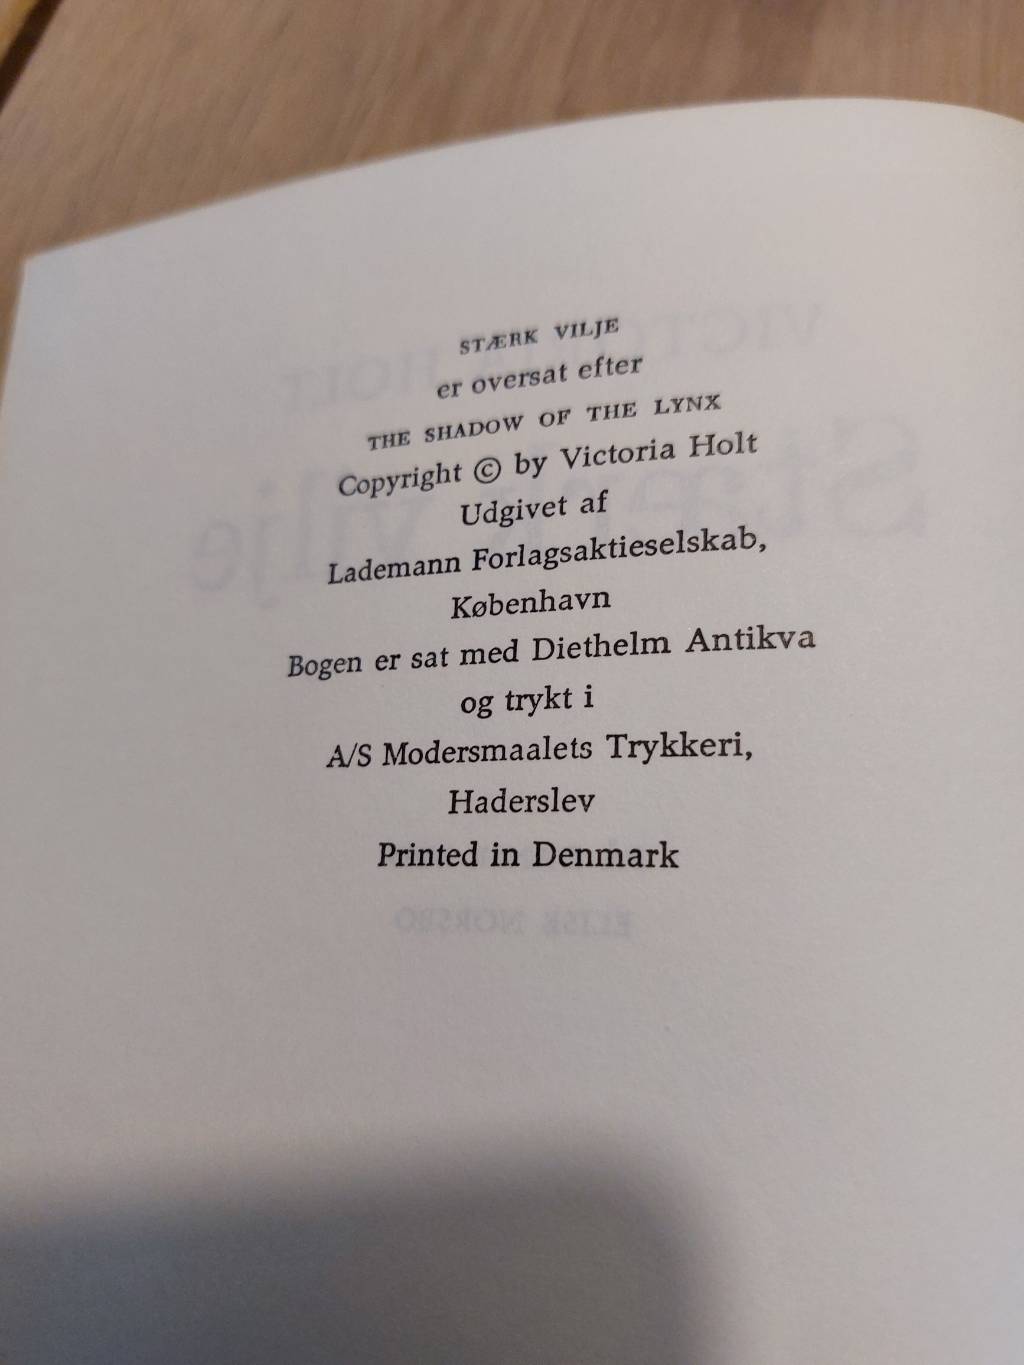 STÆRK VILJE
er oversat efter
THE SHADOW OF THE LYNX
Copyright © by Victoria Holt
Udgivet af
Lademann Forlagsaktieselskab,
København
Bogen er sat med Diethelm Antikva
og trykt i
A/S Modersmaalets Trykkeri,
Haderslev
Printed in Denmark